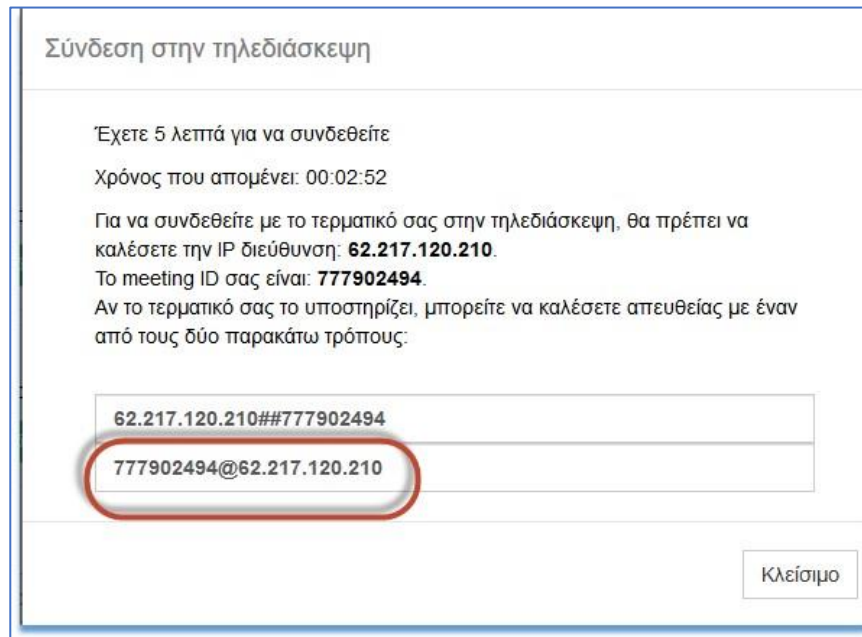 Σύνδεση στην τηλεδιάσκεψη
Έχετε 5 λεπτά για να συνδεθείτε
Χρόνος που απομένει: 00:02:52
Για να συνδεθείτε με το τερματικό σας στην τηλεδιάσκεψη, θα πρέπει να
καλέσετε την IP διεύθυνση: 62.217.120.210.
Το meeting ID σας είναι: 777902494.
Αν το τερματικό σας το υποστηρίζει, μπορείτε να καλέσετε απευθείας με έναν
από τους δύο παρακάτω τρόπους:
62.217.120.210##777902494
777902494@62.217.120.210
Κλείσιμο